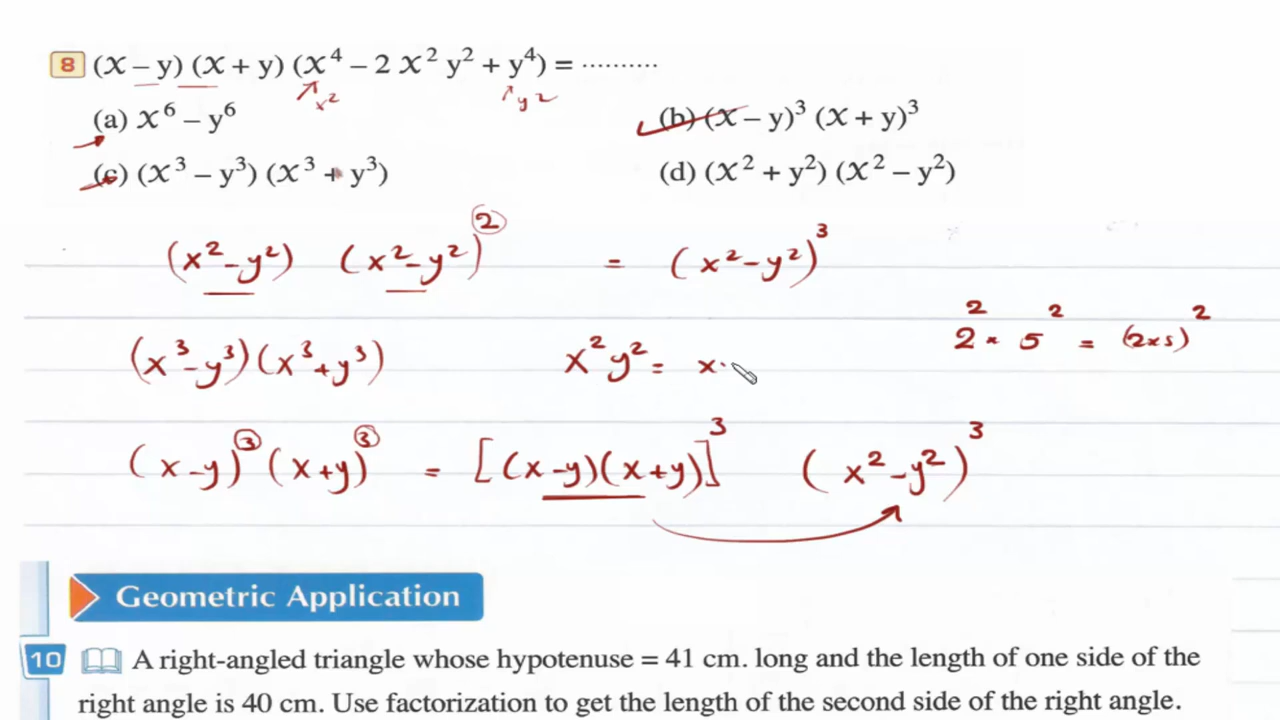 8 (x – y) (x + y) (x⁴ – 2 x² y² + y⁴) = ··········
x² y²
(a) x⁶ – y⁶ (b) (x – y)³ (x + y)³
(c) (x³ – y³) (x³ + y³) (d) (x² + y²) (x² – y²)
(x² – y²) (x² – y²)² = (x² – y²)³
2² × 5² = (2×5)²
(x³ – y³)(x³ + y³) x² y² = x·
(x – y)³ (x + y)³ = [(x – y)(x + y)]³ (x² – y²)³
Geometric Application
10 A right-angled triangle whose hypotenuse = 41 cm. long and the length of one side of the
right angle is 40 cm. Use factorization to get the length of the second side of the right angle.